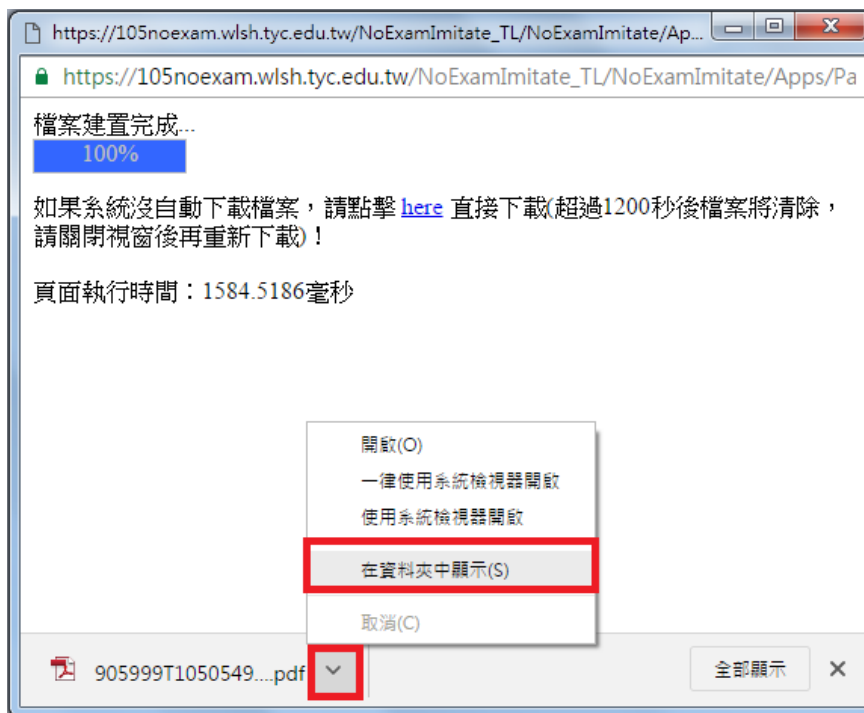 https://105noexam.wlsh.tyc.edu.tw/NoExamImitate_TL/NoExamImitate/Ap...
https://105noexam.wlsh.tyc.edu.tw/NoExamImitate_TL/NoExamImitate/Apps/Pa
檔案建置完成...
100%
如果系統沒自動下載檔案，請點擊 here 直接下載(超過1200秒後檔案將清除，
請關閉視窗後再重新下載)！
頁面執行時間：1584.5186毫秒
開啟(O)
一律使用系統檢視器開啟
使用系統檢視器開啟
在資料夾中顯示(S)
取消(C)
905999T1050549....pdf
全部顯示